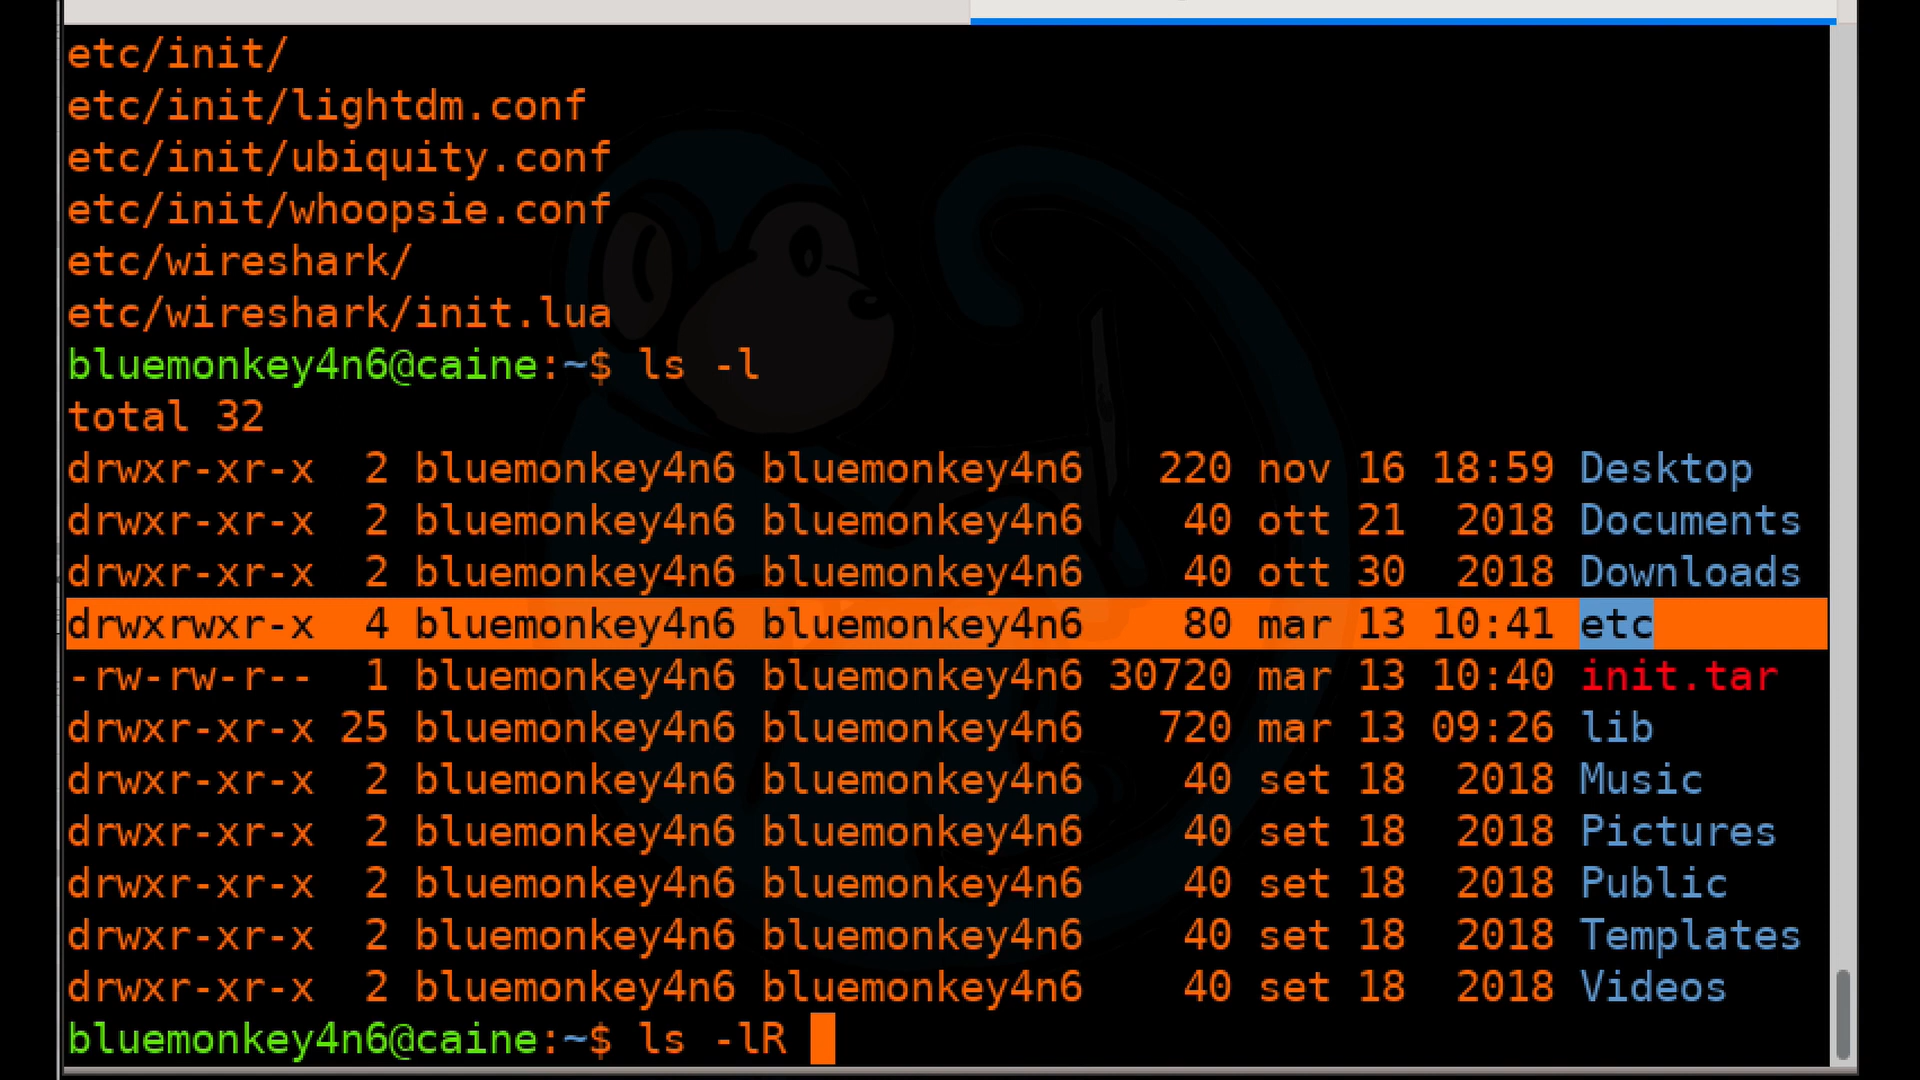 etc/init/
etc/init/lightdm.conf
etc/init/ubiquity.conf
etc/init/whoopsie.conf
etc/wireshark/
etc/wireshark/init.lua
bluemonkey4n6@caine:~$ ls -l
total 32
drwxr-xr-x  2 bluemonkey4n6 bluemonkey4n6   220 nov 16 18:59 Desktop
drwxr-xr-x  2 bluemonkey4n6 bluemonkey4n6    40 ott 21  2018 Documents
drwxr-xr-x  2 bluemonkey4n6 bluemonkey4n6    40 ott 30  2018 Downloads
drwxrwxr-x  4 bluemonkey4n6 bluemonkey4n6    80 mar 13 10:41 etc
-rw-rw-r--  1 bluemonkey4n6 bluemonkey4n6 30720 mar 13 10:40 init.tar
drwxr-xr-x 25 bluemonkey4n6 bluemonkey4n6   720 mar 13 09:26 lib
drwxr-xr-x  2 bluemonkey4n6 bluemonkey4n6    40 set 18  2018 Music
drwxr-xr-x  2 bluemonkey4n6 bluemonkey4n6    40 set 18  2018 Pictures
drwxr-xr-x  2 bluemonkey4n6 bluemonkey4n6    40 set 18  2018 Public
drwxr-xr-x  2 bluemonkey4n6 bluemonkey4n6    40 set 18  2018 Templates
drwxr-xr-x  2 bluemonkey4n6 bluemonkey4n6    40 set 18  2018 Videos
bluemonkey4n6@caine:~$ ls -lR